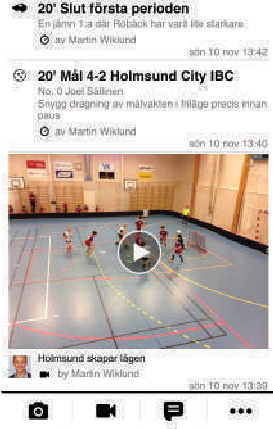 20' Slut första perioden
En jämn 1:a där Röbäck har varit lite starkare
av Martin Wiklund
sön 10 nov 13:42
20' Mål 4-2 Holmsund City IBC
No. 0 Joel Sällinen
Snygg dragning av målvakten i friläge precis innan
paus
av Martin Wiklund
sön 10 nov 13:40
Holmsund skapar lägen
by Martin Wiklund
sön 10 nov 13:39